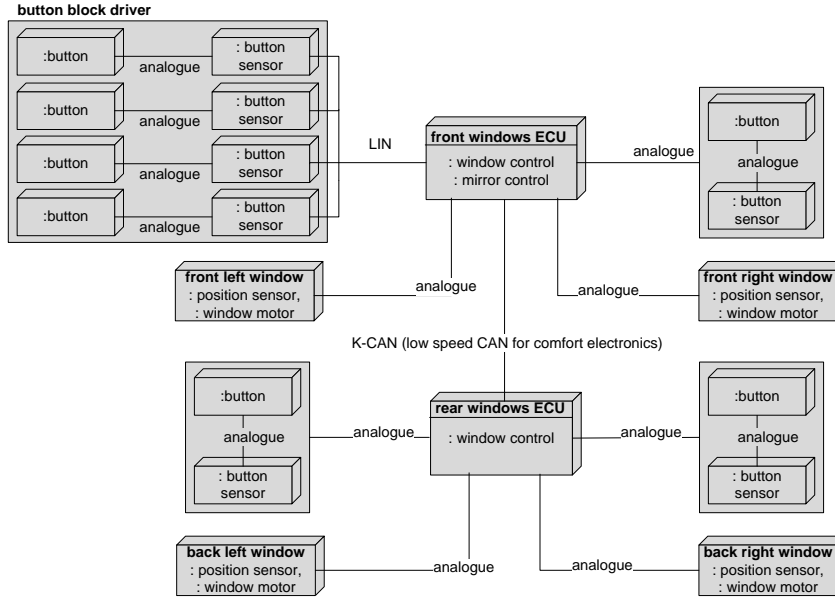 button block driver
:button
analogue
: button
sensor
:button
analogue
: button
sensor
:button
analogue
: button
sensor
:button
analogue
: button
sensor
LIN
front windows ECU
: window control
: mirror control
analogue
:button
analogue
: button
sensor
front left window
: position sensor,
: window motor
analogue
analogue
front right window
: position sensor,
: window motor
K-CAN (low speed CAN for comfort electronics)
:button
analogue
: button
sensor
analogue
rear windows ECU
: window control
analogue
:button
analogue
: button
sensor
back left window
: position sensor,
: window motor
analogue
analogue
back right window
: position sensor,
: window motor